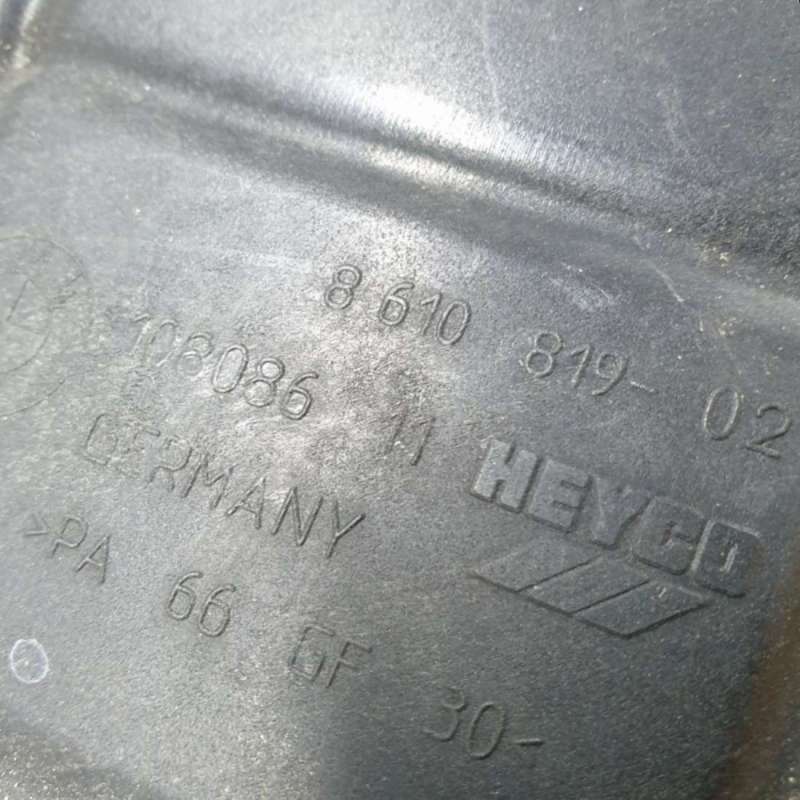 8 610 819-02
108086 11
GERMANY
HEYCO
>PA 66 GF 30-